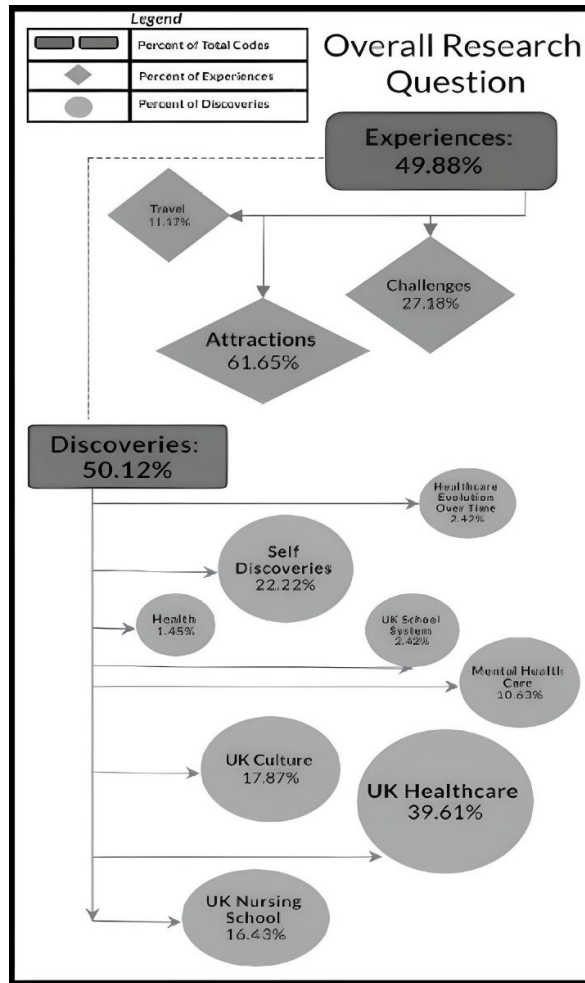 Legend
Percent of Total Codes
Percent of Experiences
Percent of Discoveries
Overall Research
Question
Experiences:
49.88%
Travel
11.17%
Challenges
27.18%
Attractions
61.65%
Discoveries:
50.12%
Healthcare
Evolution
Over Time
2.42%
Self
Discoveries
22.22%
Health
1.45%
UK School
System
2.42%
Mental Health
Care
10.63%
UK Culture
17.87%
UK Healthcare
39.61%
UK Nursing
School
16.43%